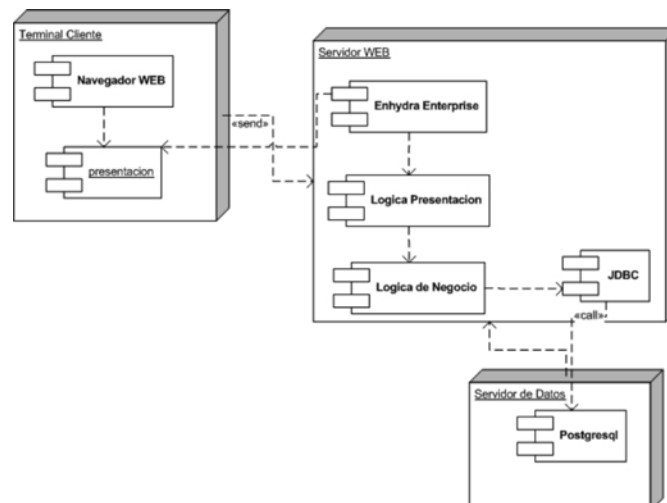 Terminal Cliente
Navegador WEB
presentacion
«send»
Servidor WEB
Enhydra Enterprise
Logica Presentacion
Logica de Negocio
JDBC
«call»
Servidor de Datos
Postgresql